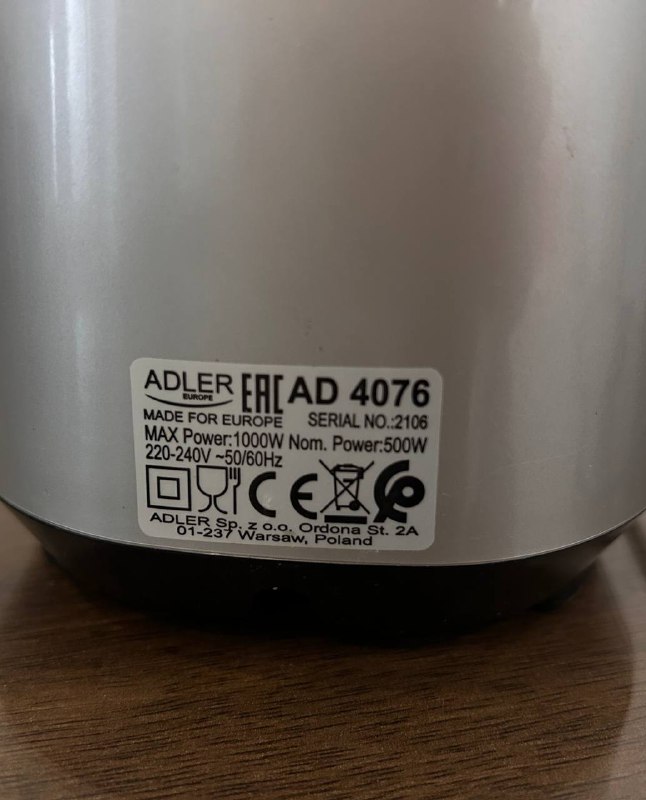 ADLER EAC AD 4076
EUROPE
MADE FOR EUROPE SERIAL NO.:2106
MAX Power:1000W Nom. Power:500W
220-240V ~50/60Hz
CE
ADLER Sp. z o.o. Ordona St. 2A
01-237 Warsaw, Poland